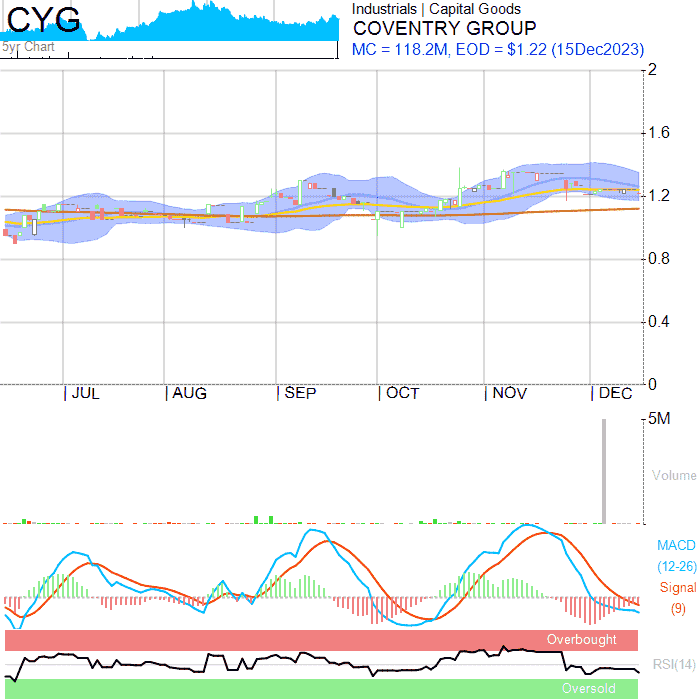 CYG
5yr Chart
Industrials | Capital Goods
COVENTRY GROUP
MC = 118.2M, EOD = $1.22 (15Dec2023)
2
1.6
1.2
0.8
0.4
0
JUL
AUG
SEP
OCT
NOV
DEC
5M
Volume
MACD
(12-26)
Signal
(9)
Overbought
RSI(14)
Oversold